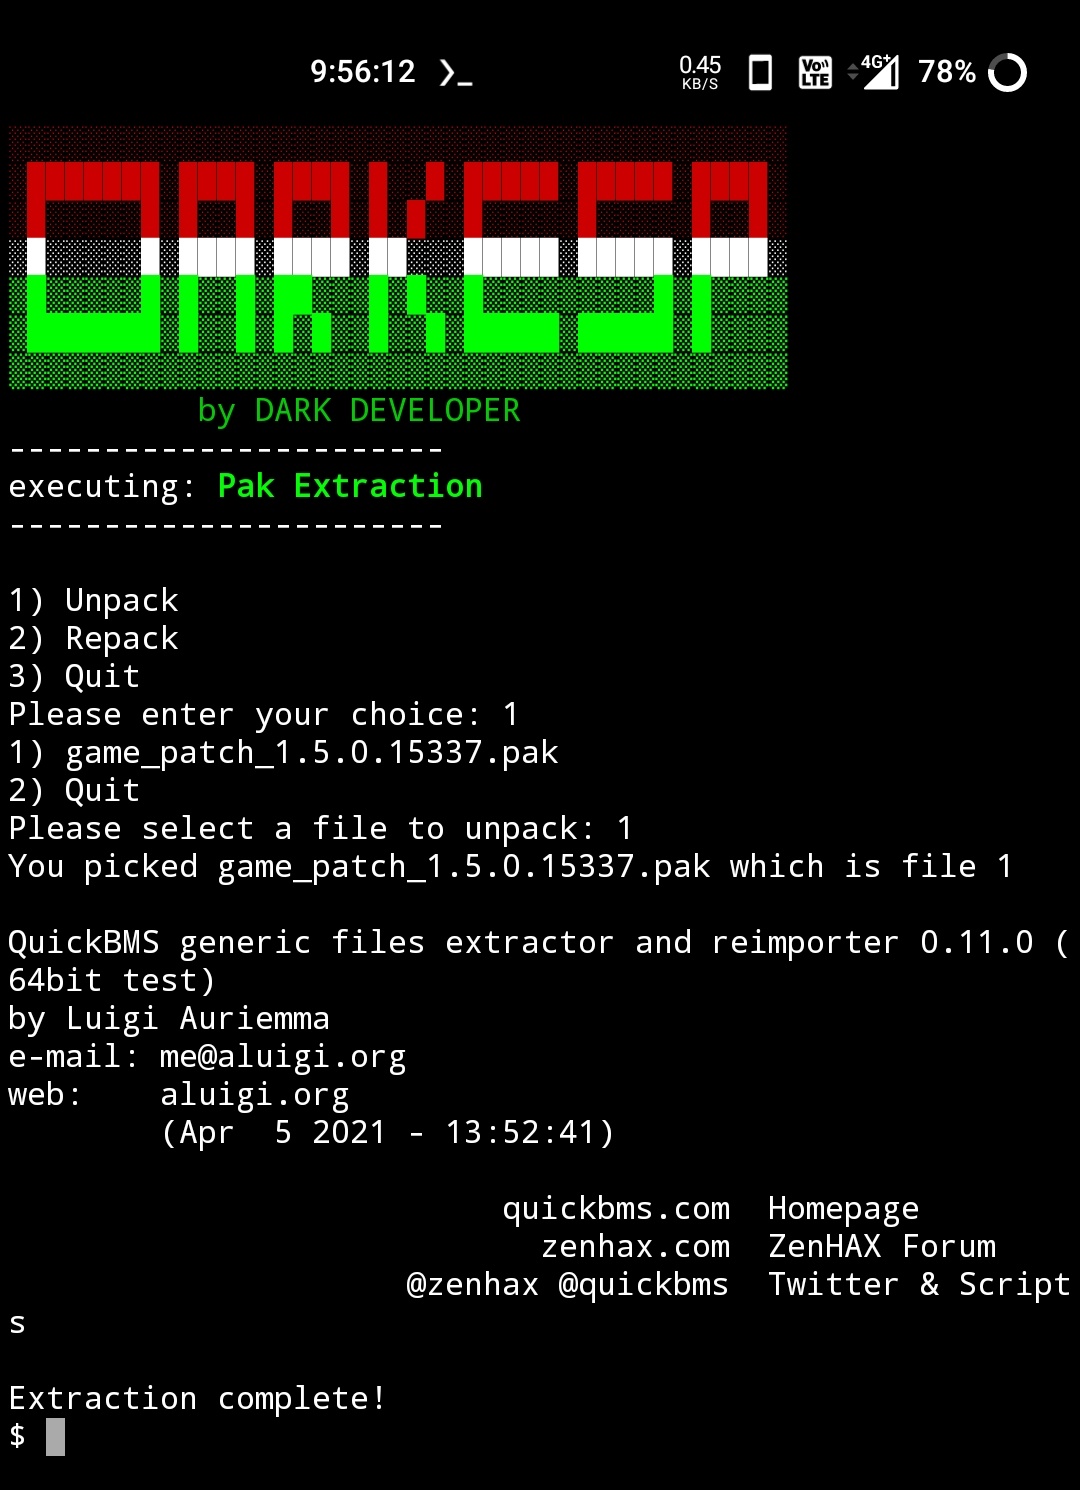 9:56:12 ❯_ 0.45 KB/S VoLTE 4G+ 78%
DARKSP
by DARK DEVELOPER
-----------------------
executing: Pak Extraction
-----------------------
1) Unpack
2) Repack
3) Quit
Please enter your choice: 1
1) game_patch_1.5.0.15337.pak
2) Quit
Please select a file to unpack: 1
You picked game_patch_1.5.0.15337.pak which is file 1
QuickBMS generic files extractor and reimporter 0.11.0 (
64bit test)
by Luigi Auriemma
e-mail: me@aluigi.org
web:    aluigi.org
(Apr  5 2021 - 13:52:41)
quickbms.com  Homepage
zenhax.com  ZenHAX Forum
@zenhax @quickbms  Twitter & Script
s
Extraction complete!
$